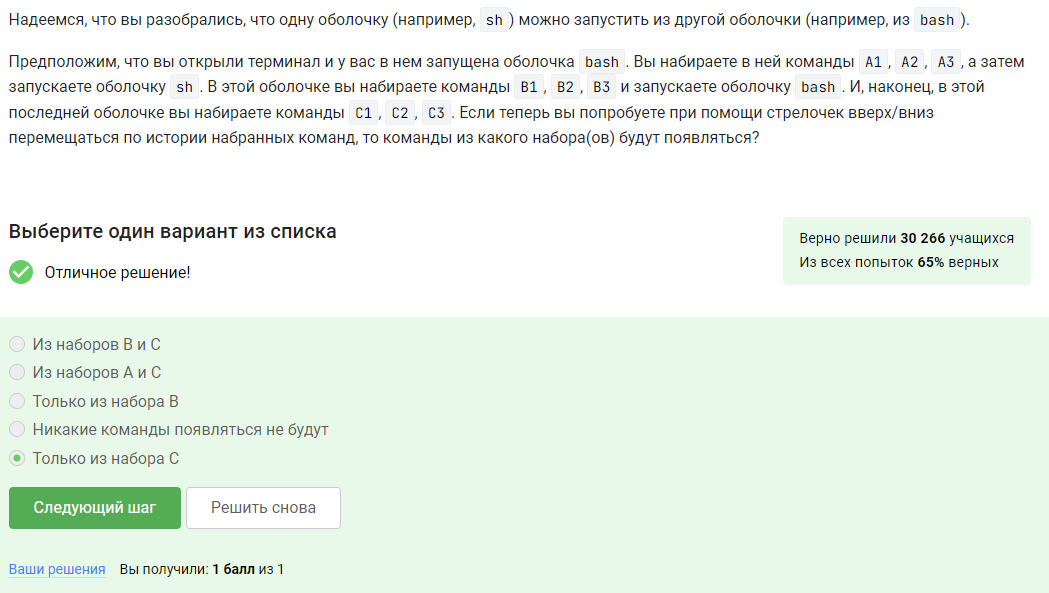 Надеемся, что вы разобрались, что одну оболочку (например, sh ) можно запустить из другой оболочки (например, из bash ).
Предположим, что вы открыли терминал и у вас в нем запущена оболочка bash . Вы набираете в ней команды A1 , A2 , A3 , а затем
запускаете оболочку sh . В этой оболочке вы набираете команды B1 , B2 , B3 и запускаете оболочку bash . И, наконец, в этой
последней оболочке вы набираете команды C1 , C2 , C3 . Если теперь вы попробуете при помощи стрелочек вверх/вниз
перемещаться по истории набранных команд, то команды из какого набора(ов) будут появляться?
Выберите один вариант из списка
Отличное решение!
Верно решили 30 266 учащихся
Из всех попыток 65% верных
Из наборов B и C
Из наборов A и C
Только из набора B
Никакие команды появляться не будут
Только из набора C
Следующий шаг
Решить снова
Ваши решения Вы получили: 1 балл из 1